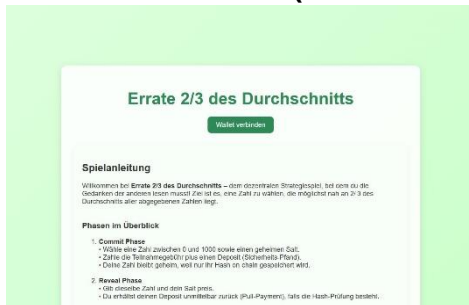 Errate 2/3 des Durchschnitts
Wallet verbinden
Spielanleitung
Willkommen bei Errate 2/3 des Durchschnitts – dem dezentralen Strategiespiel, bei dem du die
Gedanken der anderen lesen musst! Ziel ist es, eine Zahl zu wählen, die möglichst nah an 2/3 des
Durchschnitts aller abgegebenen Zahlen liegt.
Phasen im Überblick
1. Commit Phase
• Wähle eine Zahl zwischen 0 und 1000 sowie einen geheimen Salt.
• Zahle die Teilnahmegebühr plus einen Deposit (Sicherheits-Pfand).
• Deine Zahl bleibt geheim, weil nur ihr Hash on chain gespeichert wird.
2. Reveal Phase
• Gib dieselbe Zahl und dein Salt preis.
• Du erhältst deinen Deposit unmittelbar zurück (Pull-Payment), falls die Hash-Prüfung besteht.